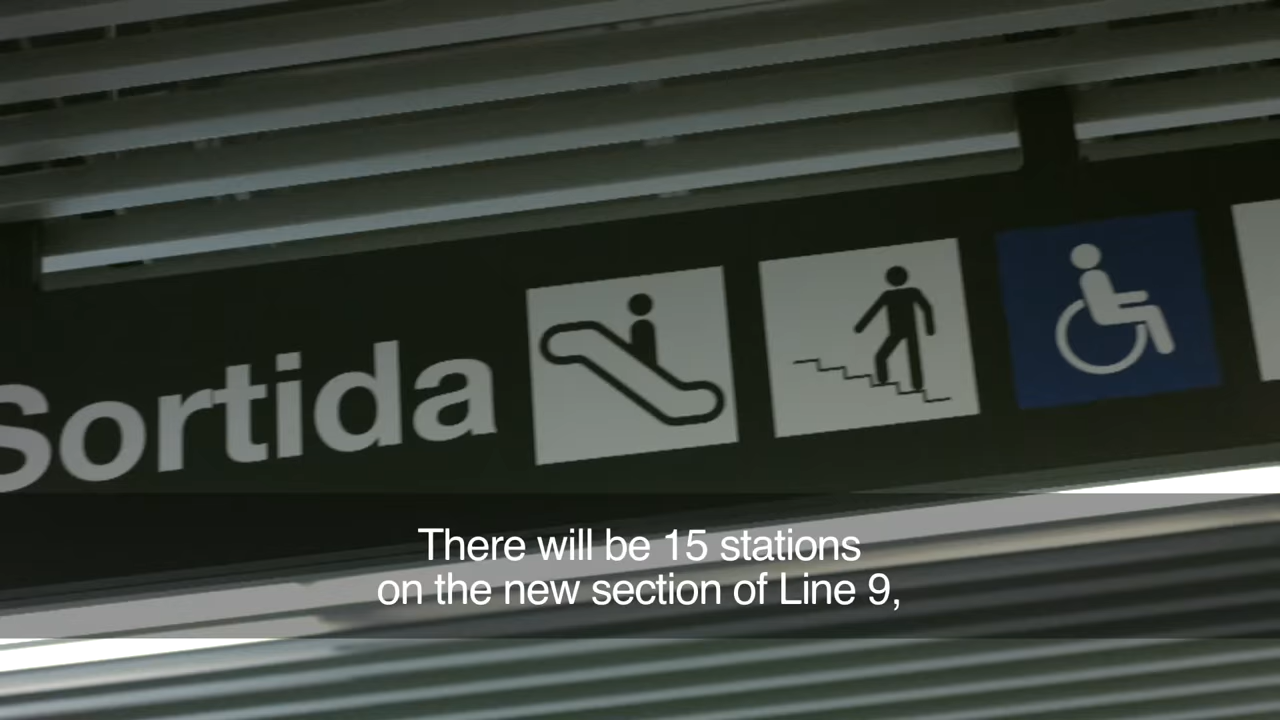 Sortida
There will be 15 stations
on the new section of Line 9,